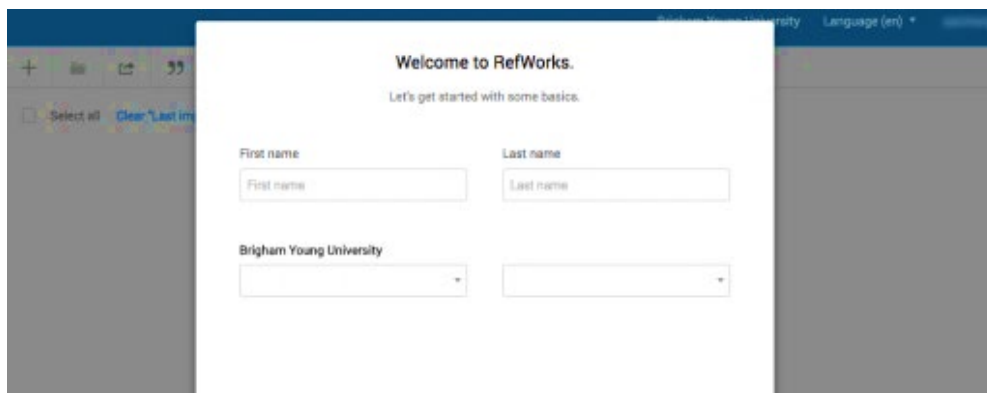 Brigham Young University Language (en)
Welcome to RefWorks.
Let's get started with some basics.
Select all Clear "Last im
First name Last name
First name Last name
Brigham Young University